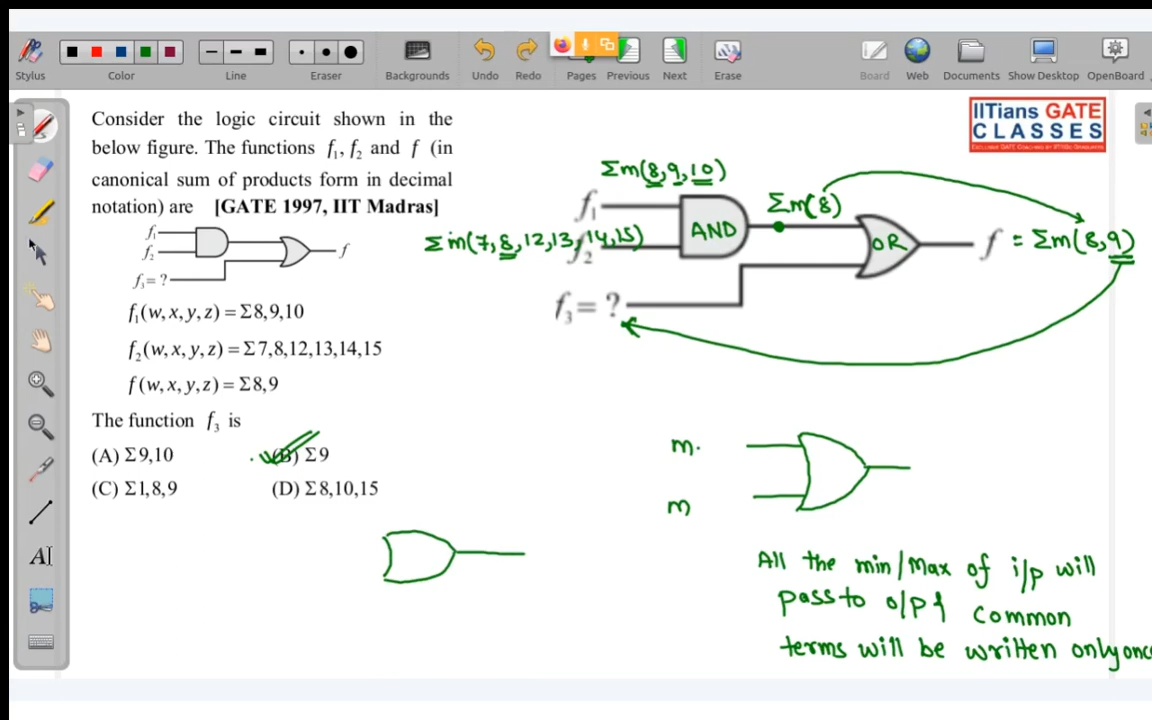 Stylus
Color
Line
Eraser
Backgrounds
Undo
Redo
Pages
Previous
Next
Erase
Board
Web
Documents
Show Desktop
OpenBoard
Consider the logic circuit shown in the
below figure. The functions f₁, f₂ and f (in
canonical sum of products form in decimal
notation) are [GATE 1997, IIT Madras]
f₁
f₂
f₃ = ?
f
f₁(w, x, y, z) = Σ8,9,10
f₂(w, x, y, z) = Σ7,8,12,13,14,15
f(w, x, y, z) = Σ8,9
The function f₃ is
(A) Σ9,10
(B) Σ9
(C) Σ1,8,9
(D) Σ8,10,15
IITians GATE
CLASSES
Σm(8,9,10)
f₁
Σm(7,8,12,13,14,15)
f₂
AND
Σm(8)
OR
f = Σm(8,9)
f₃ = ?
m.
m
All the min/Max of i/p will
pass to o/p & common
terms will be written only onc
AI